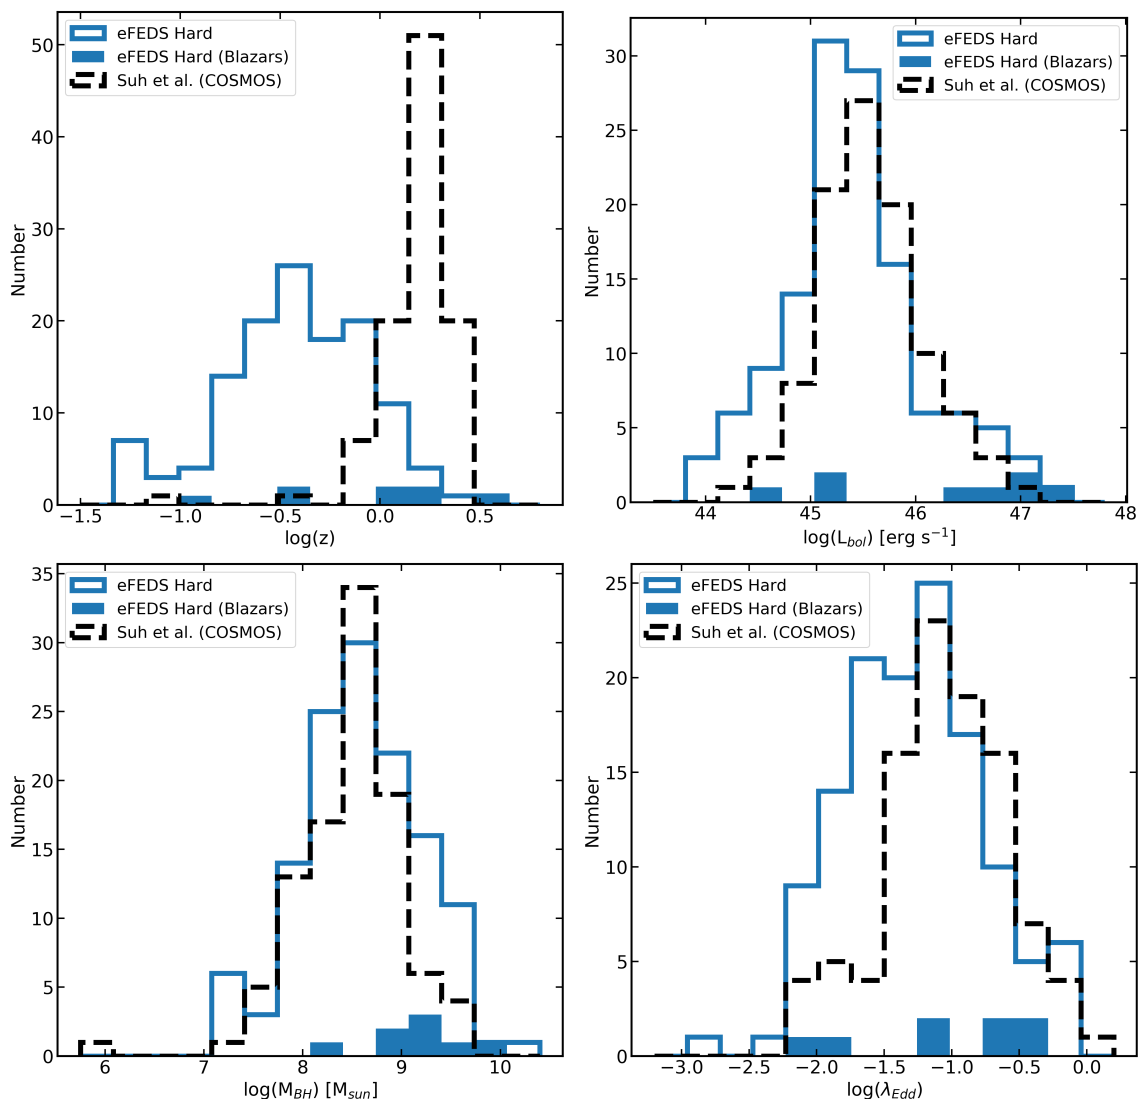 eFEDS Hard
eFEDS Hard (Blazars)
Suh et al. (COSMOS)
50
40
30
20
10
0
Number
−1.5 −1.0 −0.5 0.0 0.5
log(z)
eFEDS Hard
eFEDS Hard (Blazars)
Suh et al. (COSMOS)
30
25
20
15
10
5
0
Number
44 45 46 47 48
log(L_bol) [erg s⁻¹]
eFEDS Hard
eFEDS Hard (Blazars)
Suh et al. (COSMOS)
35
30
25
20
15
10
5
0
Number
6 7 8 9 10
log(M_BH) [M_sun]
eFEDS Hard
eFEDS Hard (Blazars)
Suh et al. (COSMOS)
25
20
15
10
5
0
Number
−3.0 −2.5 −2.0 −1.5 −1.0 −0.5 0.0
log(λ_Edd)